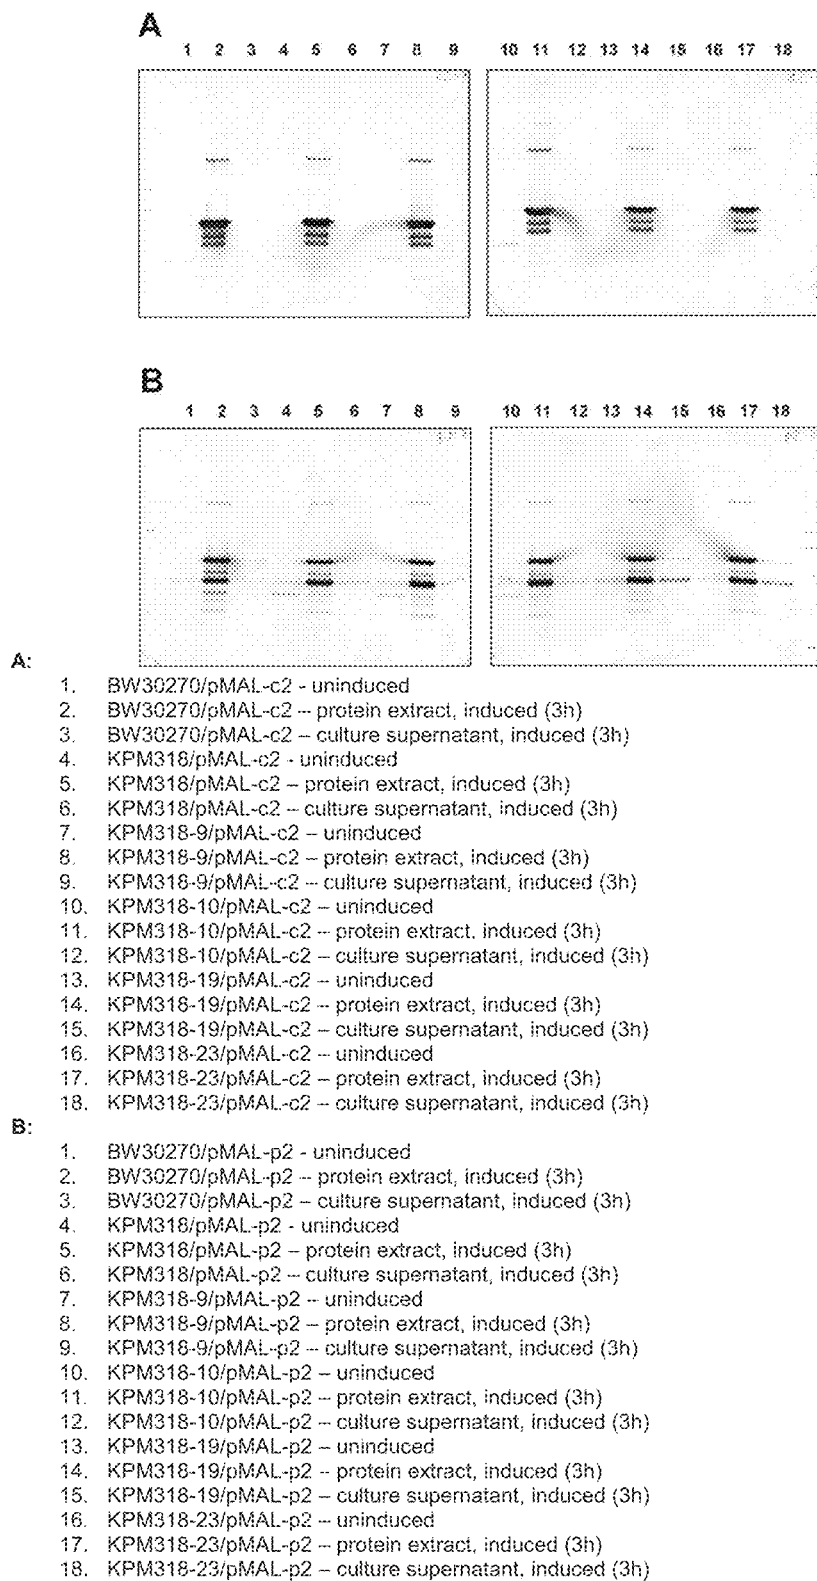 A
1 2 3 4 5 6 7 8 9 10 11 12 13 14 15 16 17 18
B
1 2 3 4 5 6 7 8 9 10 11 12 13 14 15 16 17 18
A:
1. BW30270/pMAL-c2 - uninduced
2. BW30270/pMAL-c2 – protein extract, induced (3h)
3. BW30270/pMAL-c2 – culture supernatant, induced (3h)
4. KPM318/pMAL-c2 - uninduced
5. KPM318/pMAL-c2 – protein extract, induced (3h)
6. KPM318/pMAL-c2 – culture supernatant, induced (3h)
7. KPM318-9/pMAL-c2 – uninduced
8. KPM318-9/pMAL-c2 – protein extract, induced (3h)
9. KPM318-9/pMAL-c2 – culture supernatant, induced (3h)
10. KPM318-10/pMAL-c2 – uninduced
11. KPM318-10/pMAL-c2 – protein extract, induced (3h)
12. KPM318-10/pMAL-c2 – culture supernatant, induced (3h)
13. KPM318-19/pMAL-c2 – uninduced
14. KPM318-19/pMAL-c2 – protein extract, induced (3h)
15. KPM318-19/pMAL-c2 – culture supernatant, induced (3h)
16. KPM318-23/pMAL-c2 – uninduced
17. KPM318-23/pMAL-c2 – protein extract, induced (3h)
18. KPM318-23/pMAL-c2 – culture supernatant, induced (3h)
B:
1. BW30270/pMAL-p2 - uninduced
2. BW30270/pMAL-p2 – protein extract, induced (3h)
3. BW30270/pMAL-p2 – culture supernatant, induced (3h)
4. KPM318/pMAL-p2 - uninduced
5. KPM318/pMAL-p2 – protein extract, induced (3h)
6. KPM318/pMAL-p2 – culture supernatant, induced (3h)
7. KPM318-9/pMAL-p2 – uninduced
8. KPM318-9/pMAL-p2 – protein extract, induced (3h)
9. KPM318-9/pMAL-p2 – culture supernatant, induced (3h)
10. KPM318-10/pMAL-p2 – uninduced
11. KPM318-10/pMAL-p2 – protein extract, induced (3h)
12. KPM318-10/pMAL-p2 – culture supernatant, induced (3h)
13. KPM318-19/pMAL-p2 – uninduced
14. KPM318-19/pMAL-p2 – protein extract, induced (3h)
15. KPM318-19/pMAL-p2 – culture supernatant, induced (3h)
16. KPM318-23/pMAL-p2 – uninduced
17. KPM318-23/pMAL-p2 – protein extract, induced (3h)
18. KPM318-23/pMAL-p2 – culture supernatant, induced (3h)